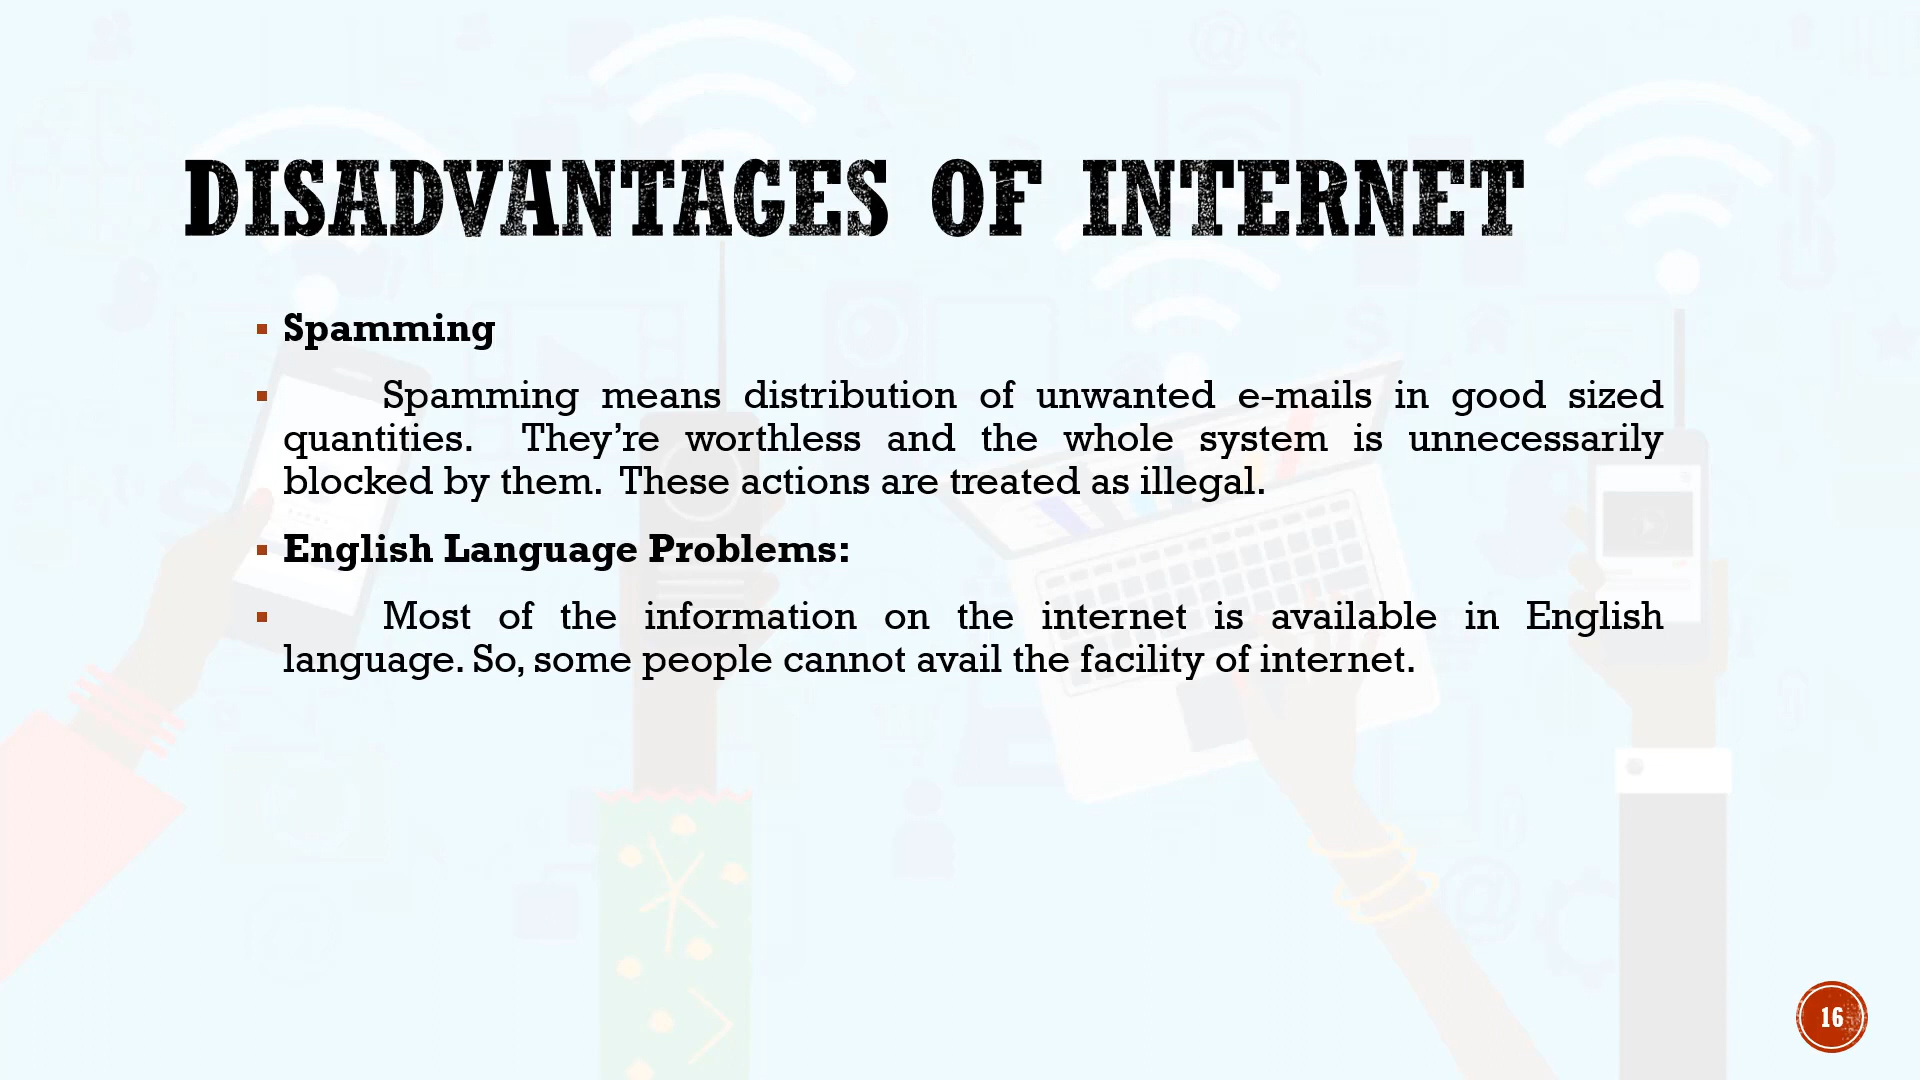 DISADVANTAGES OF INTERNET
▪ Spamming
▪ Spamming means distribution of unwanted e-mails in good sized
quantities. They’re worthless and the whole system is unnecessarily
blocked by them. These actions are treated as illegal.
▪ English Language Problems:
▪ Most of the information on the internet is available in English
language. So, some people cannot avail the facility of internet.
16